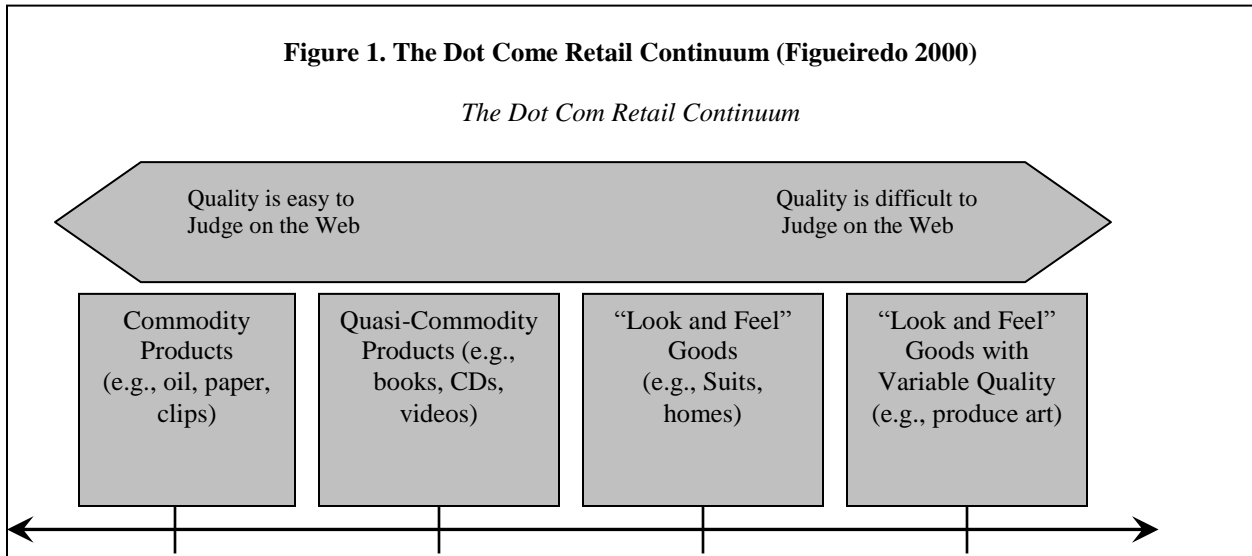 Figure 1. The Dot Come Retail Continuum (Figueiredo 2000)
The Dot Com Retail Continuum
Quality is easy to
Judge on the Web
Quality is difficult to
Judge on the Web
Commodity
Products
(e.g., oil, paper,
clips)
Quasi-Commodity
Products (e.g.,
books, CDs,
videos)
“Look and Feel”
Goods
(e.g., Suits,
homes)
“Look and Feel”
Goods with
Variable Quality
(e.g., produce art)